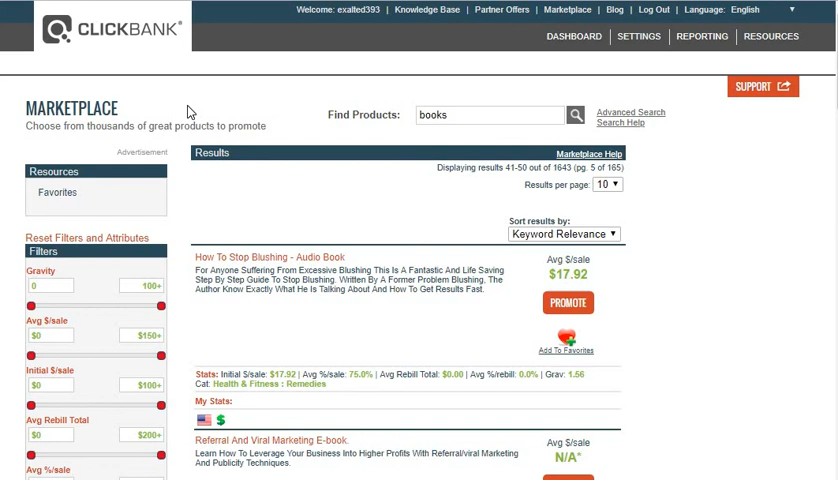 Welcome: exalted393 | Knowledge Base | Partner Offers | Marketplace | Blog | Log Out | Language: English
CLICKBANK®
DASHBOARD | SETTINGS | REPORTING | RESOURCES
SUPPORT
MARKETPLACE
Choose from thousands of great products to promote
Find Products: books
Advanced Search
Search Help
Advertisement
Resources
Favorites
Results
Marketplace Help
Displaying results 41-50 out of 1643 (pg. 5 of 165)
Results per page: 10
Sort results by:
Keyword Relevance
Reset Filters and Attributes
Filters
Gravity
0 100+
Avg $/sale
$0 $150+
Initial $/sale
$0 $100+
Avg Rebill Total
$0 $200+
Avg %/sale
How To Stop Blushing - Audio Book
For Anyone Suffering From Excessive Blushing This Is A Fantastic And Life Saving
Step By Step Guide To Stop Blushing. Written By A Former Problem Blushing, The
Author Know Exactly What He Is Talking About And How To Get Results Fast.
Avg $/sale
$17.92
PROMOTE
Add To Favorites
Stats: Initial $/sale: $17.92 | Avg %/sale: 75.0% | Avg Rebill Total: $0.00 | Avg %/rebill: 0.0% | Grav: 1.56
Cat: Health & Fitness : Remedies
My Stats:
$
Referral And Viral Marketing E-book.
Learn How To Leverage Your Business Into Higher Profits With Referral/viral Marketing
And Publicity Techniques.
Avg $/sale
N/A*